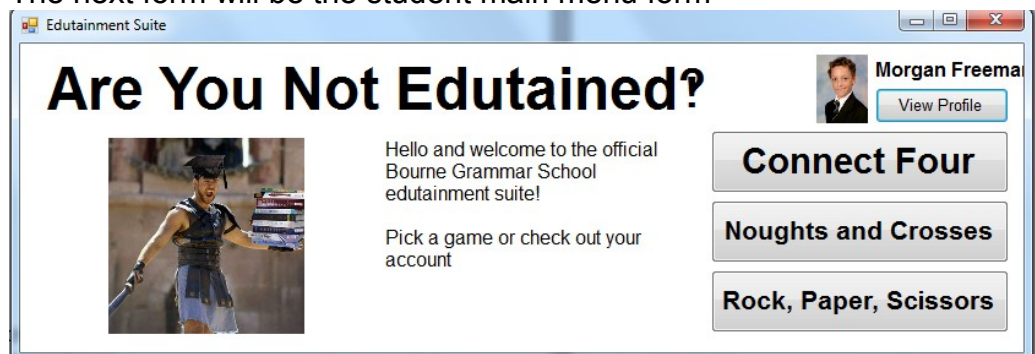 The next form will be the student main menu form
Edutainment Suite
Are You Not Edutained?
Morgan Freeman
View Profile
Hello and welcome to the official
Bourne Grammar School
edutainment suite!
Pick a game or check out your
account
Connect Four
Noughts and Crosses
Rock, Paper, Scissors